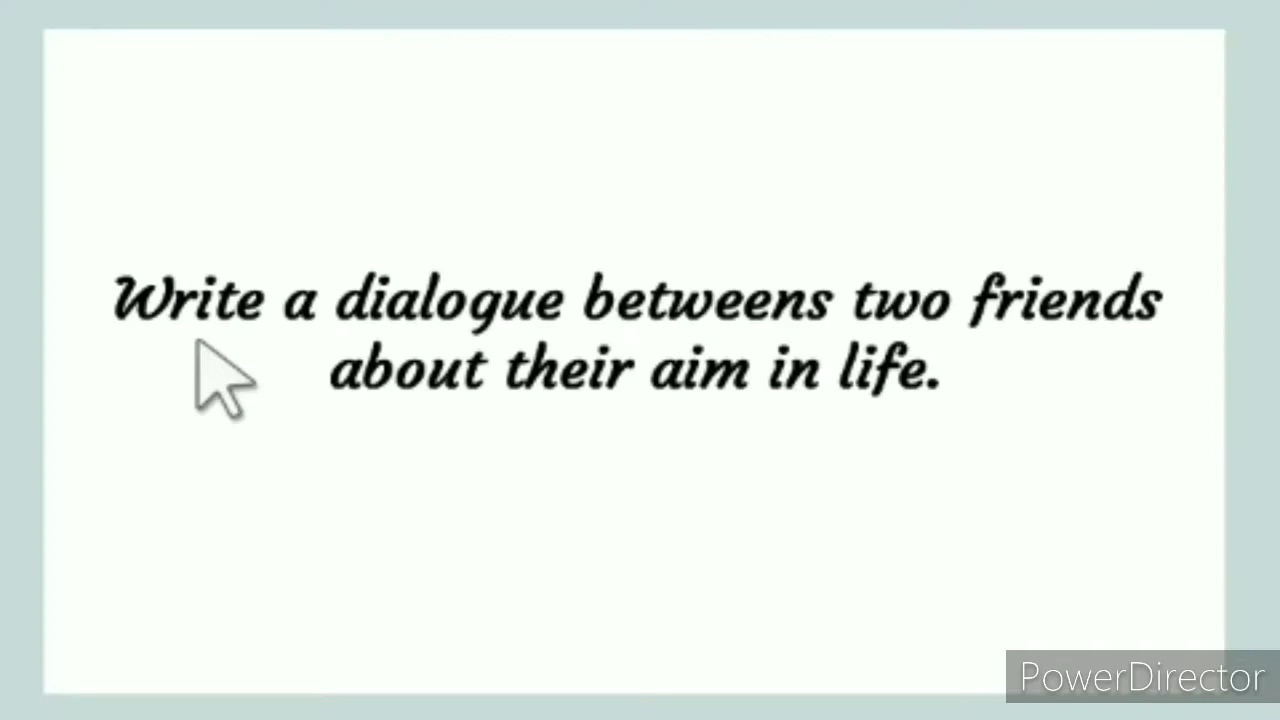 Write a dialogue betweens two friends
about their aim in life.
PowerDirector